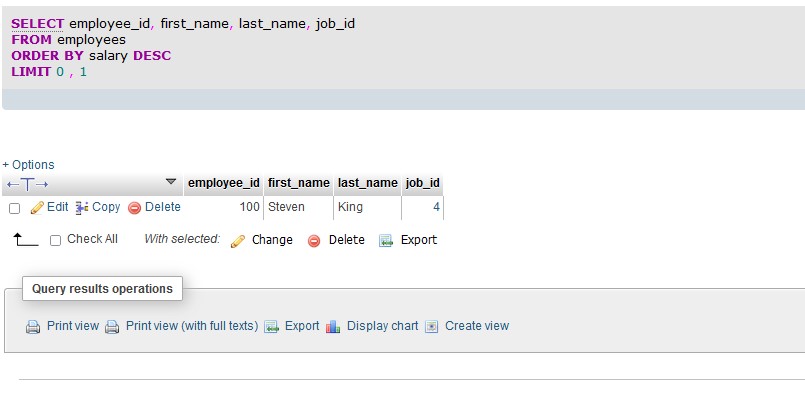 SELECT employee_id, first_name, last_name, job_id
FROM employees
ORDER BY salary DESC
LIMIT 0 , 1
+ Options
←T→ employee_id first_name last_name job_id
Edit Copy Delete 100 Steven King 4
Check All With selected: Change Delete Export
Query results operations
Print view Print view (with full texts) Export Display chart Create view